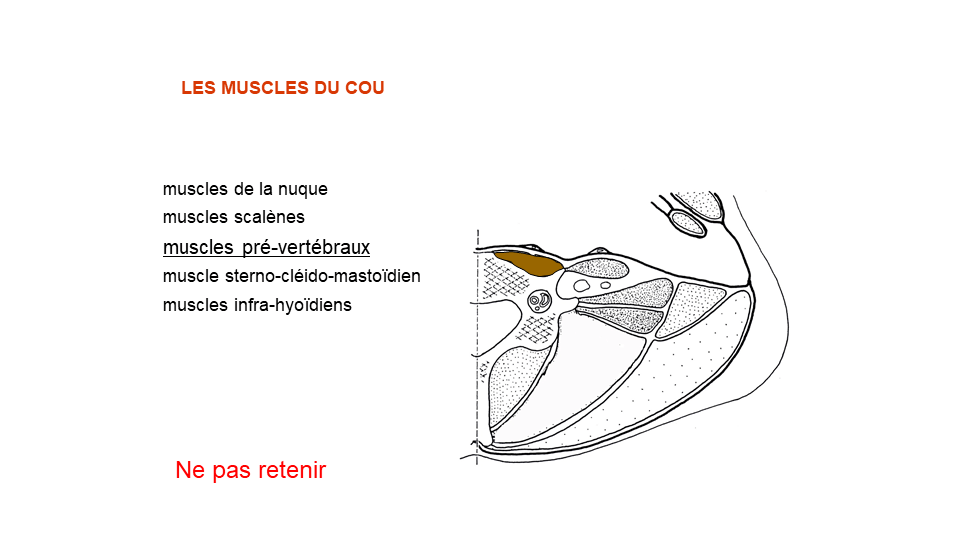 LES MUSCLES DU COU
muscles de la nuque
muscles scalènes
muscles pré-vertébraux
muscle sterno-cléido-mastoïdien
muscles infra-hyoïdiens
Ne pas retenir